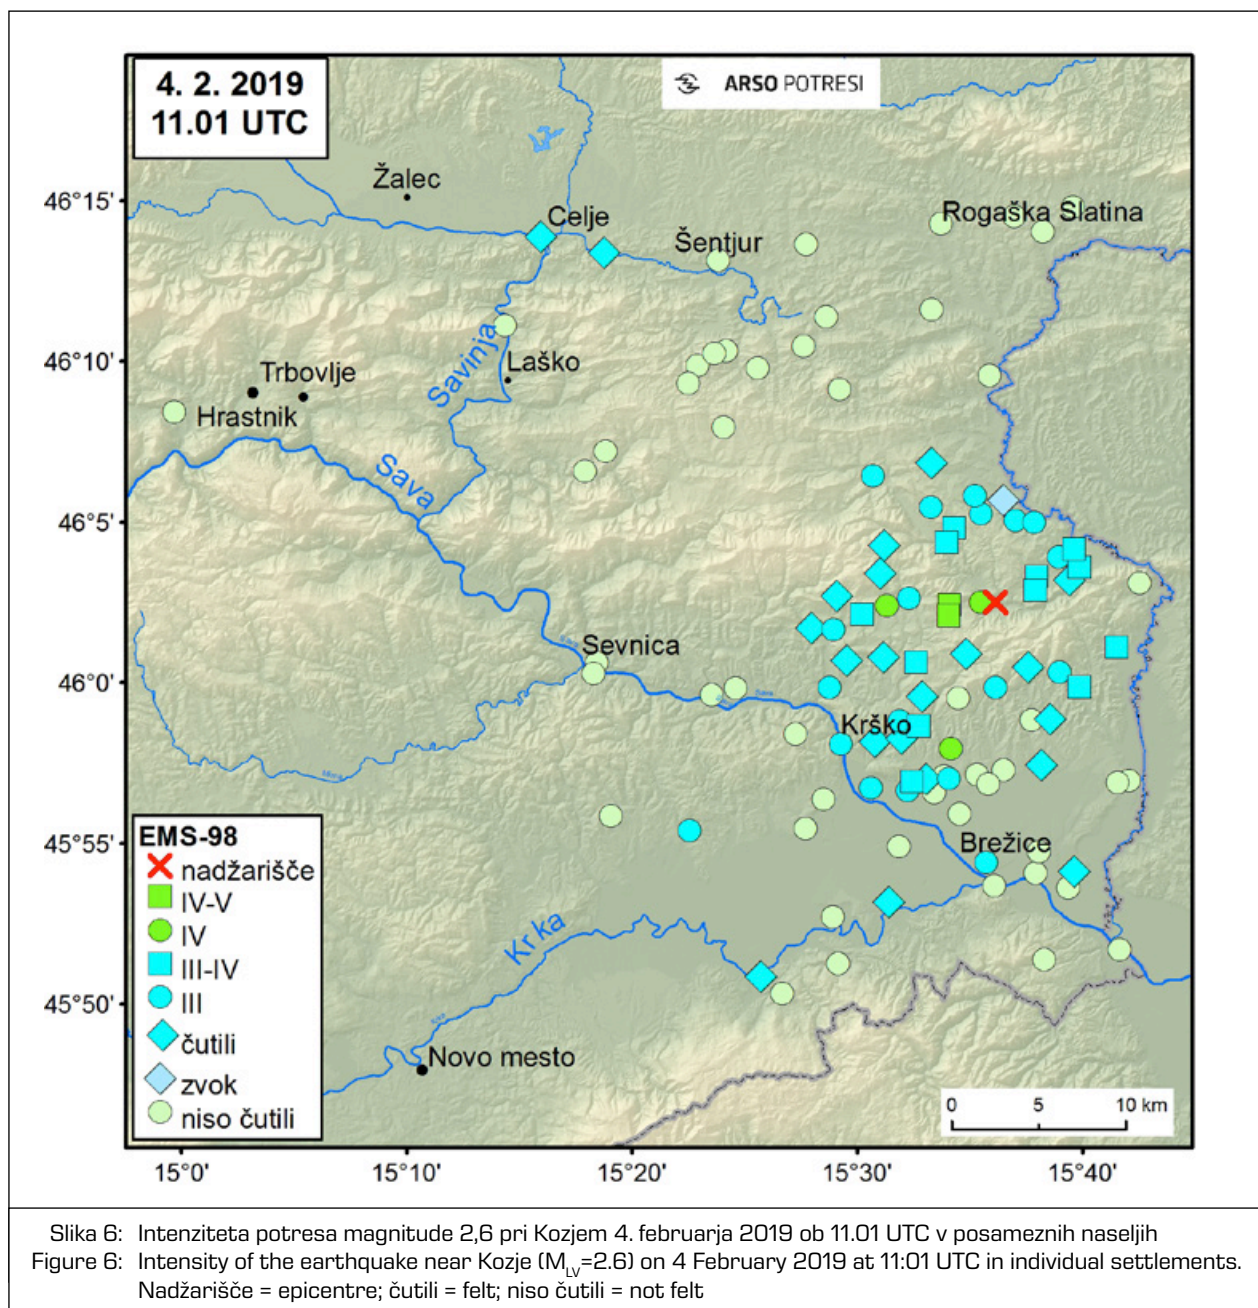 4. 2. 2019
11.01 UTC
ARSO POTRESI
Žalec
46°15'
Celje
Rogaška Slatina
Šentjur
46°10'
Savinja
Laško
Trbovlje
Hrastnik
Sava
46°5'
Sevnica
46°0'
Krško
45°55'
Brežice
EMS-98
nadžarišče
IV-V
IV
III-IV
III
čutili
zvok
niso čutili
Krka
45°50'
Novo mesto
0 5 10 km
15°0' 15°10' 15°20' 15°30' 15°40'
Slika 6: Intenziteta potresa magnitude 2,6 pri Kozjem 4. februarja 2019 ob 11.01 UTC v posameznih naseljih
Figure 6: Intensity of the earthquake near Kozje (M_LV=2.6) on 4 February 2019 at 11:01 UTC in individual settlements.
Nadžarišče = epicentre; čutili = felt; niso čutili = not felt